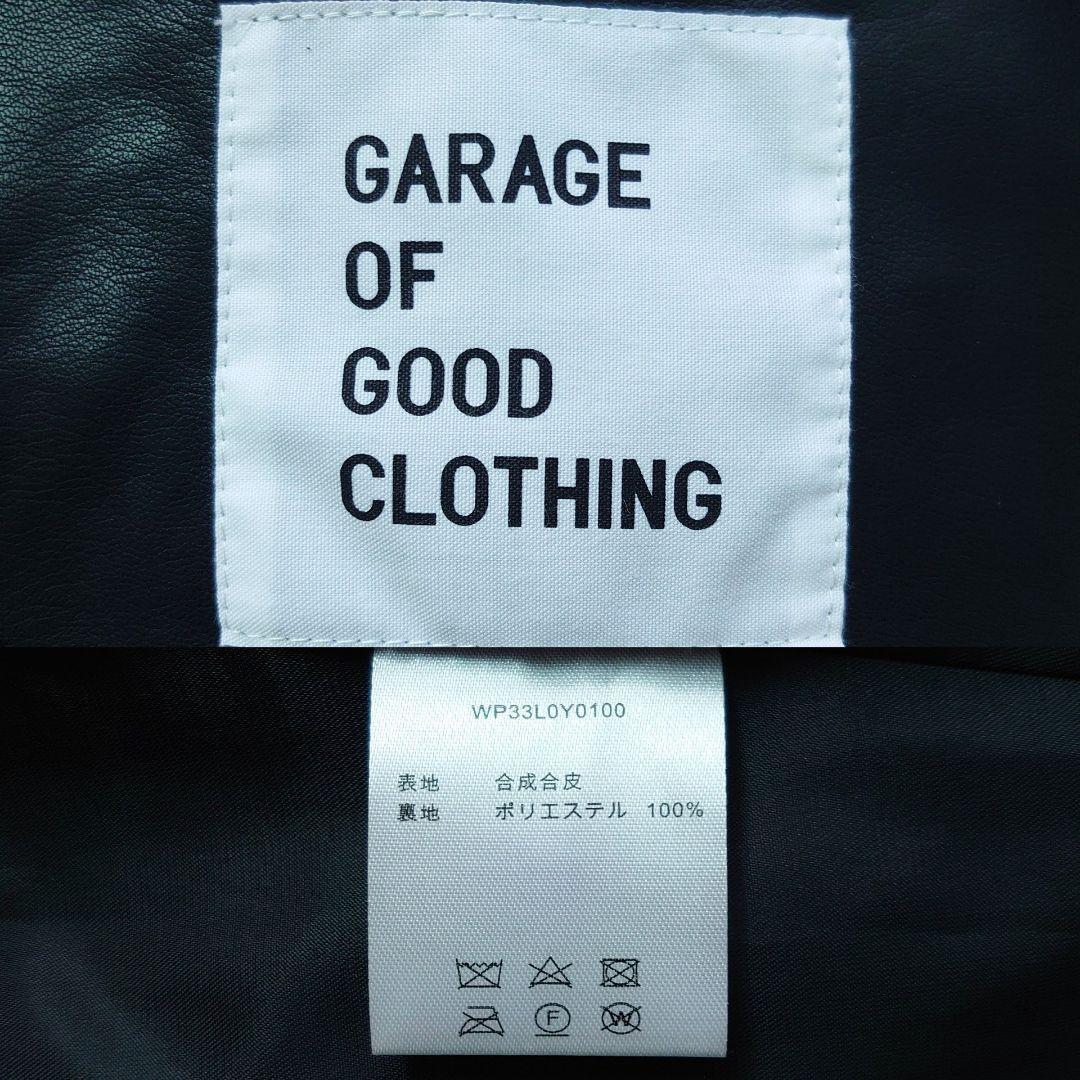 GARAGE
OF
GOOD
CLOTHING
WP33L0Y0100
表地 合成合皮
裏地 ポリエステル 100%
F
W